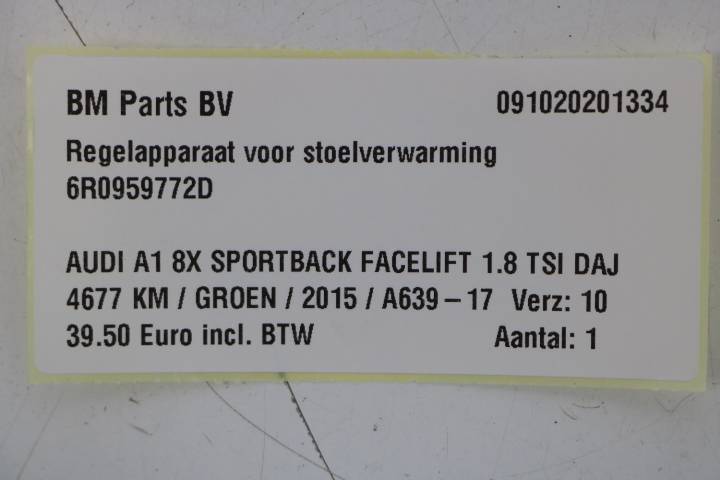 BM Parts BV 091020201334
Regelapparaat voor stoelverwarming
6R0959772D
AUDI A1 8X SPORTBACK FACELIFT 1.8 TSI DAJ
4677 KM / GROEN / 2015 / A639-17 Verz: 10
39.50 Euro incl. BTW Aantal: 1